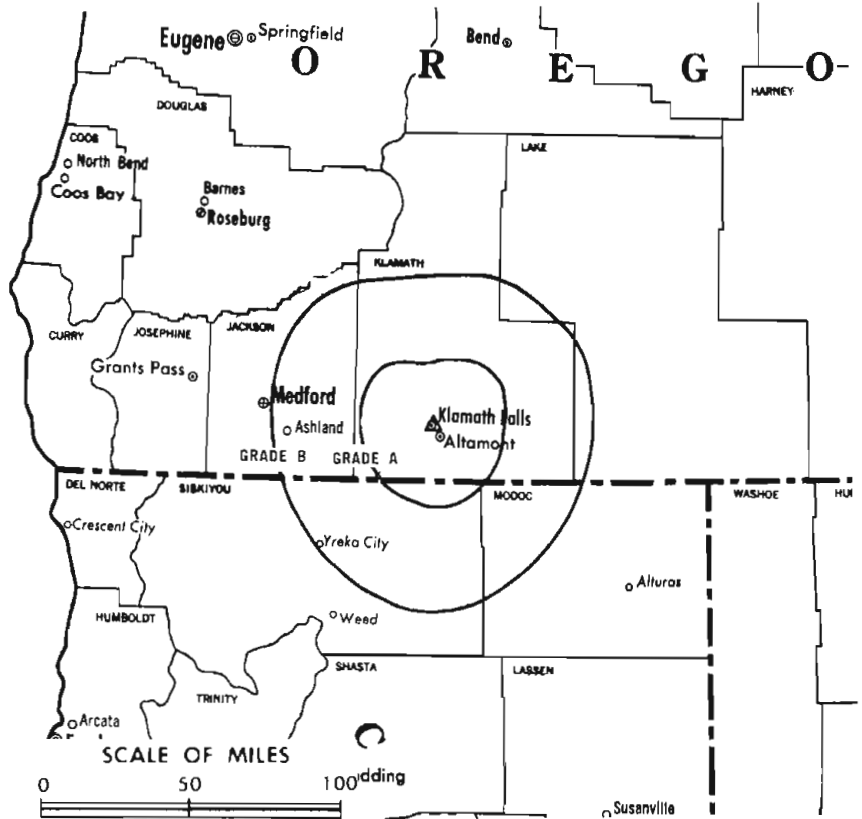 Eugene
Springfield
Bend
O R E G O
HARNEY
DOUGLAS
COOS
LAKE
North Bend
Coos Bay
Barnes
Roseburg
KLAMATH
CURRY
JOSEPHINE
JACKSON
Grants Pass
Medford
Klamath Falls
Ashland
Altamont
GRADE B
GRADE A
DEL NORTE
SISKIYOU
MODOC
WASHOE
HU
Crescent City
Yreka City
Alturas
HUMBOLDT
Weed
SHASTA
LASSEN
TRINITY
Arcata
C
SCALE OF MILES
0 50 100
dding
Susanville